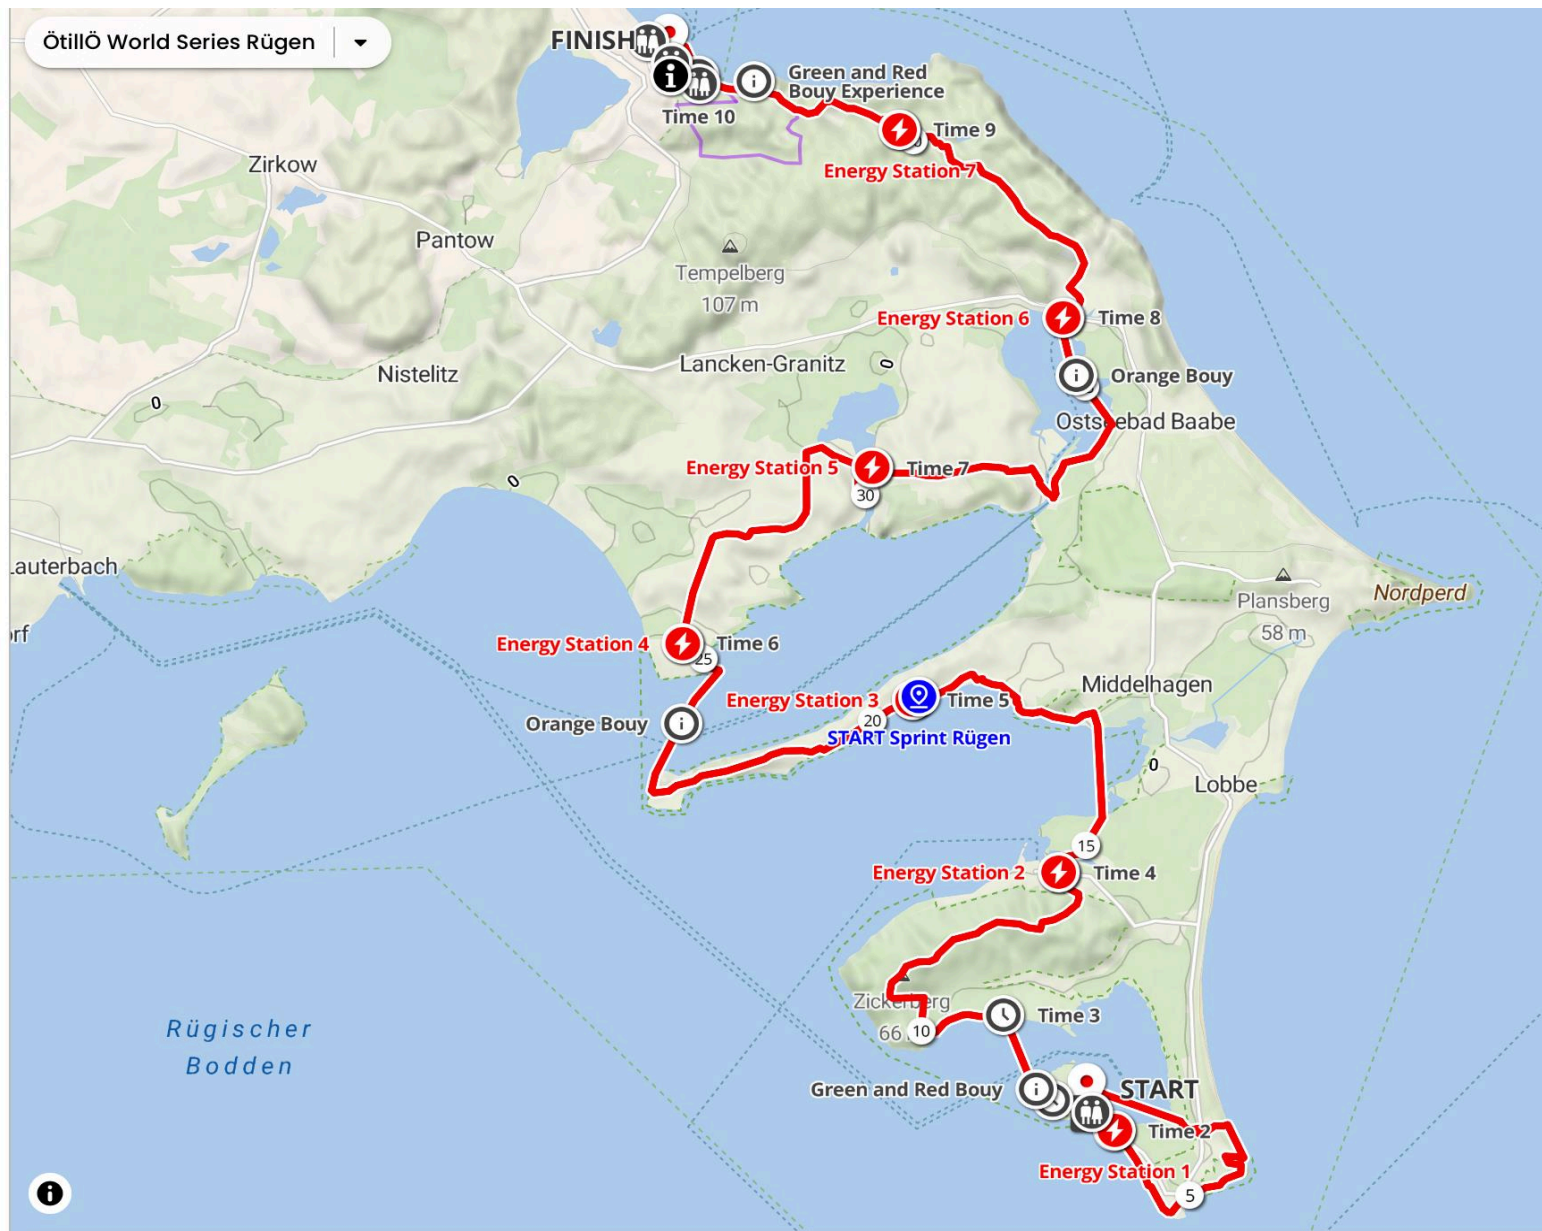 ÖtillÖ World Series Rügen
FINISH
Green and Red
Bouy Experience
Time 10
Time 9
Energy Station 7
Zirkow
Pantow
Tempelberg
107 m
Energy Station 6
Time 8
Lancken-Granitz
0
Nistelitz
Orange Bouy
0
Ostseebad Baabe
Energy Station 5
Time 7
0
30
Lauterbach
Nordperd
Plansberg
58 m
orf
Energy Station 4
Time 6
25
Middelhagen
Energy Station 3
Time 5
20
Orange Bouy
START Sprint Rügen
0
Lobbe
15
Energy Station 2
Time 4
Zickerberg
66
10
Time 3
Rügischer
Bodden
Green and Red Bouy
START
Time 2
Energy Station 1
5